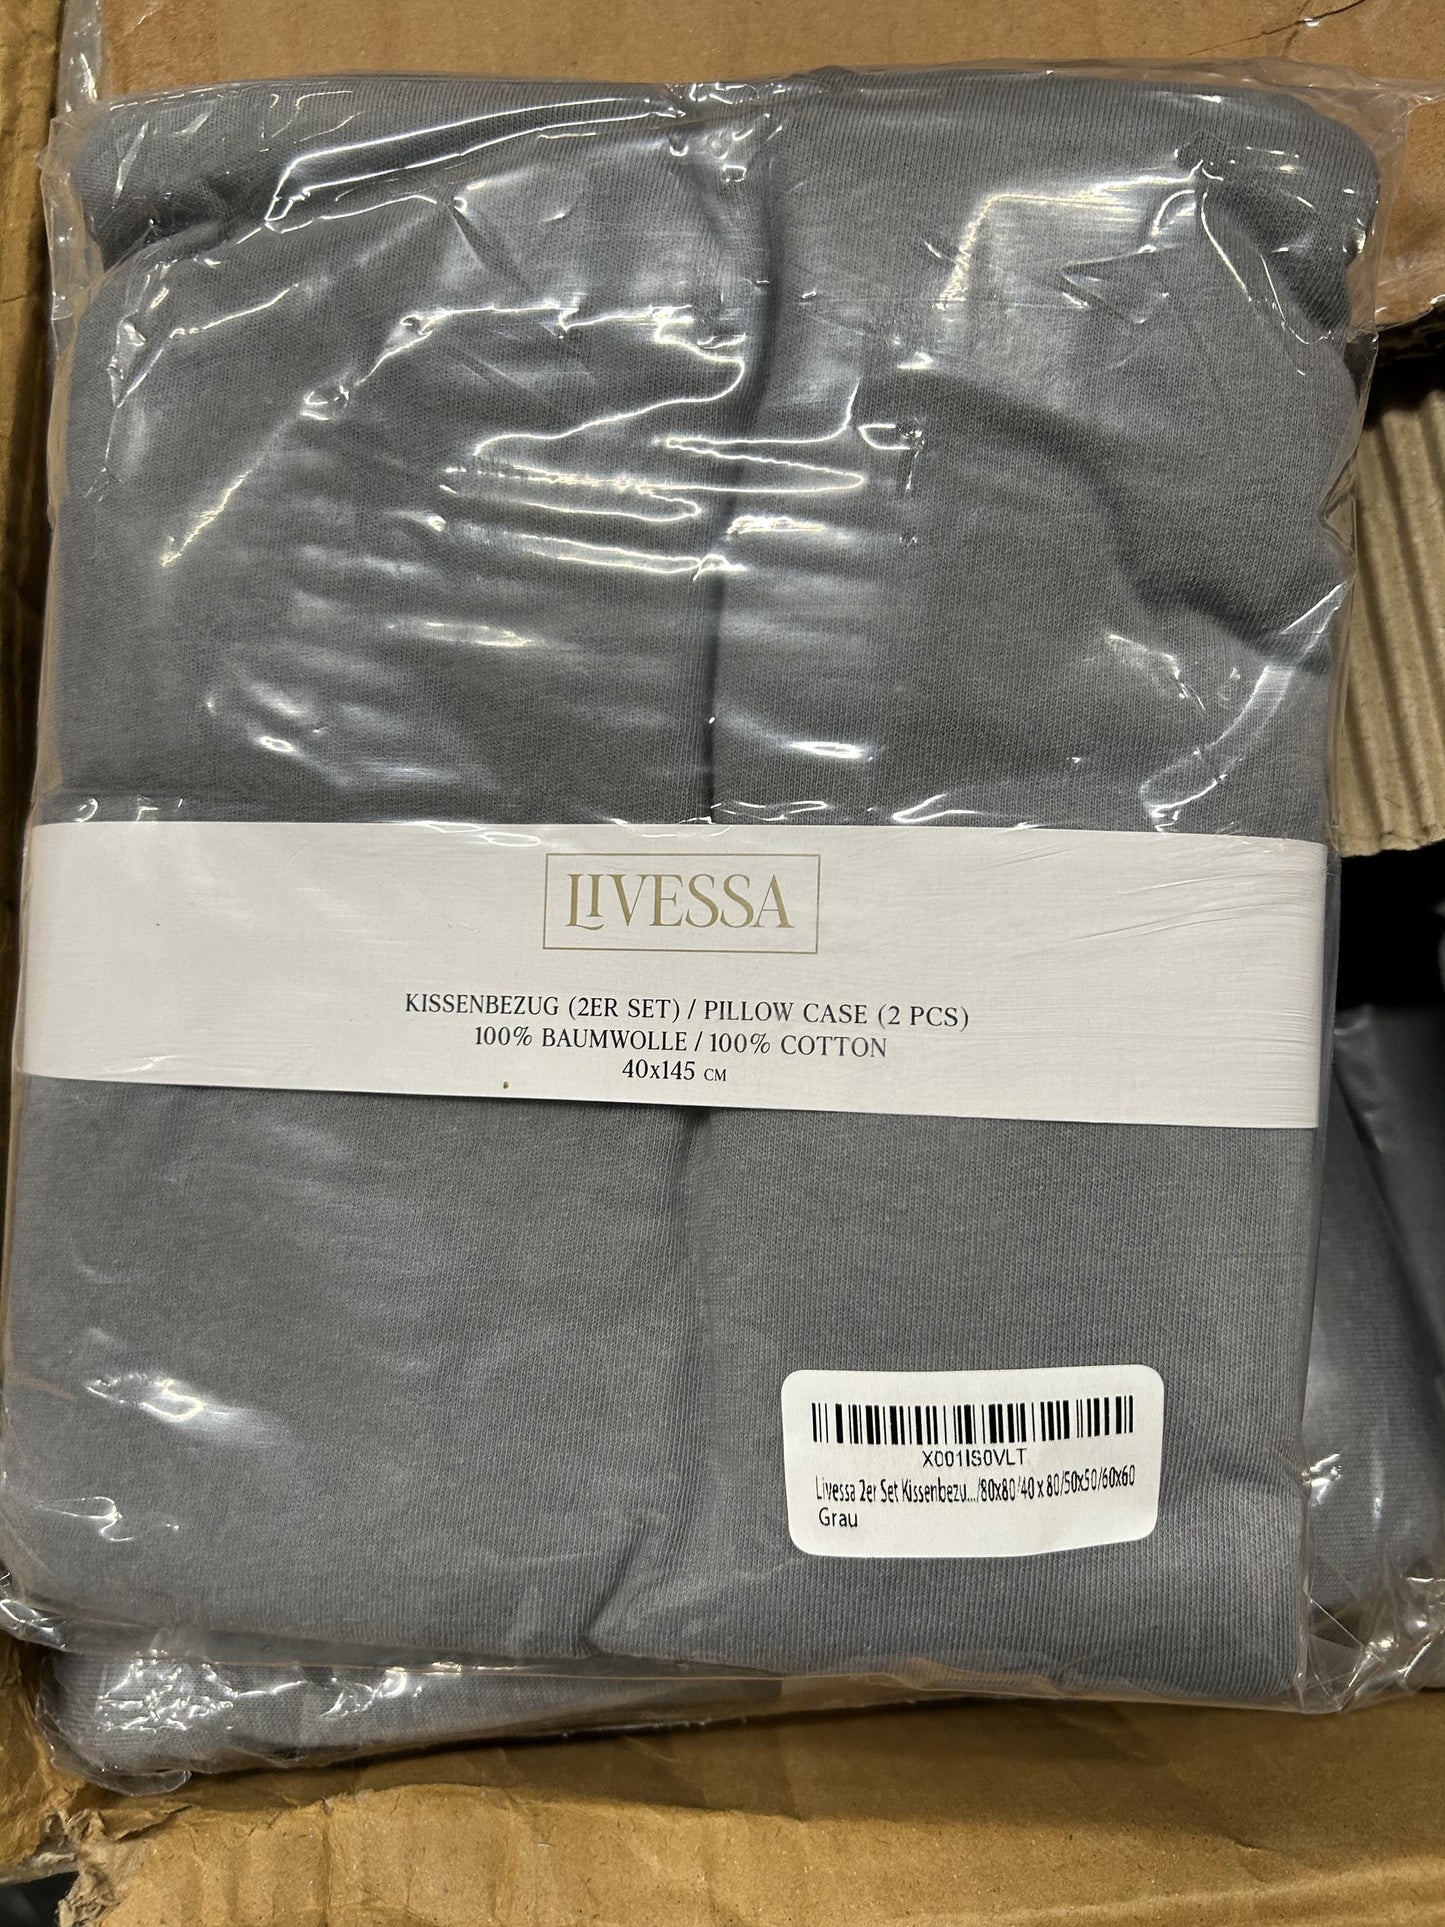 LIVESSA
KISSENBEZUG (2ER SET) / PILLOW CASE (2 PCS)
100% BAUMWOLLE / 100% COTTON
40x145 CM
X001IS0VLT
Livessa 2er Set Kissenbezu.../80x80/40 x 80/50x50/60x60
Grau